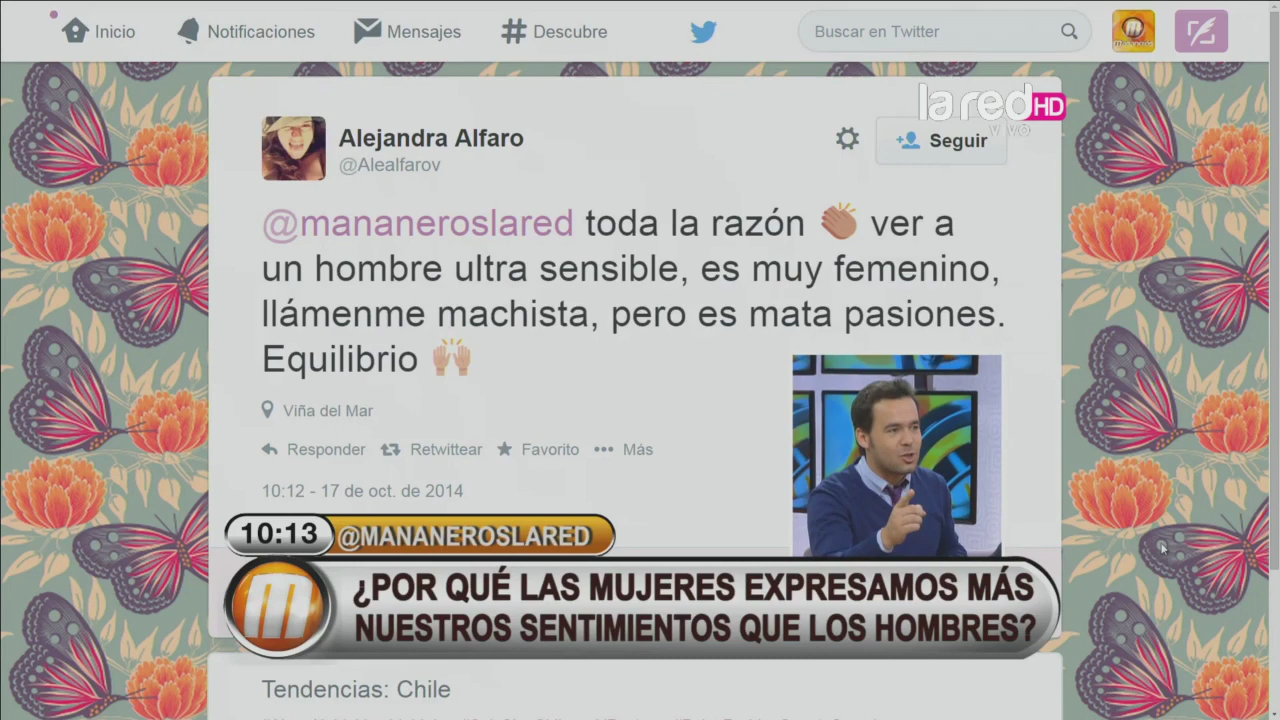 Inicio
Notificaciones
Mensajes
Descubre
Buscar en Twitter
la red HD
VIVO
Alejandra Alfaro
@Alealfarov
Seguir
@mananeroslared toda la razón 👏 ver a
un hombre ultra sensible, es muy femenino,
llámenme machista, pero es mata pasiones.
Equilibrio 🙌
Viña del Mar
Responder
Retwittear
Favorito
Más
10:12 - 17 de oct. de 2014
10:13 @MANANEROSLARED
¿POR QUÉ LAS MUJERES EXPRESAMOS MÁS
NUESTROS SENTIMIENTOS QUE LOS HOMBRES?
Tendencias: Chile